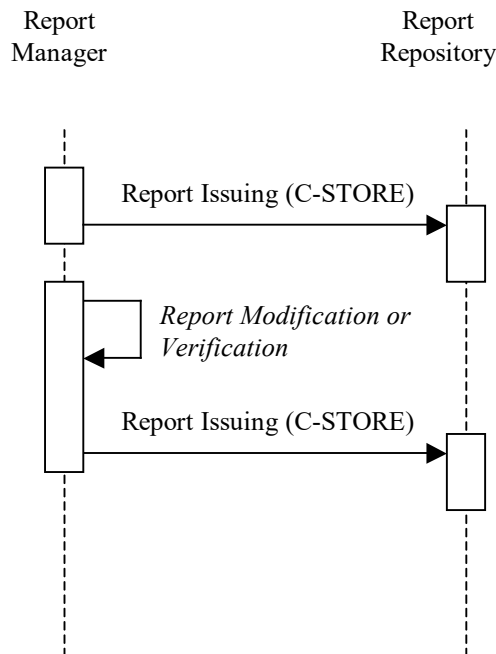 Report
Manager
Report
Repository
Report Issuing (C-STORE)
Report Modification or
Verification
Report Issuing (C-STORE)